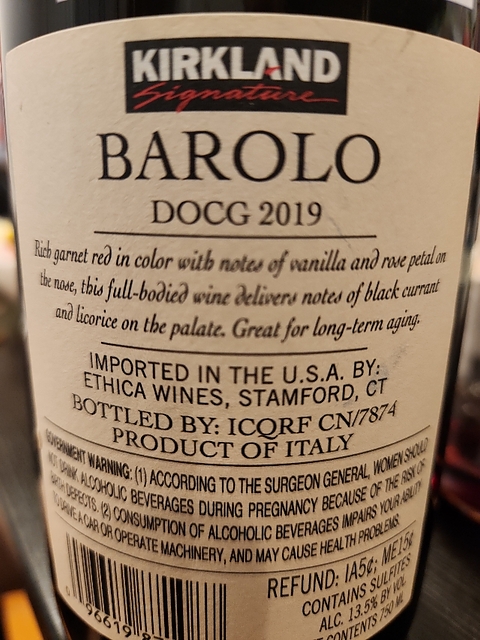 KIRKLAND
Signature
BAROLO
DOCG 2019
Rich garnet red in color with notes of vanilla and rose petal on
the nose, this full-bodied wine delivers notes of black currant
and licorice on the palate. Great for long-term aging.
IMPORTED IN THE U.S.A. BY:
ETHICA WINES, STAMFORD, CT
BOTTLED BY: ICQRF CN/7874
PRODUCT OF ITALY
GOVERNMENT WARNING: (1) ACCORDING TO THE SURGEON GENERAL, WOMEN SHOULD
NOT DRINK ALCOHOLIC BEVERAGES DURING PREGNANCY BECAUSE OF THE RISK OF
BIRTH DEFECTS. (2) CONSUMPTION OF ALCOHOLIC BEVERAGES IMPAIRS YOUR ABILITY
TO DRIVE A CAR OR OPERATE MACHINERY, AND MAY CAUSE HEALTH PROBLEMS.
REFUND: IA5¢; ME15¢
CONTAINS SULFITES
ALC. 13.5% BY VOL
CONTENTS 750 ML
0 96619